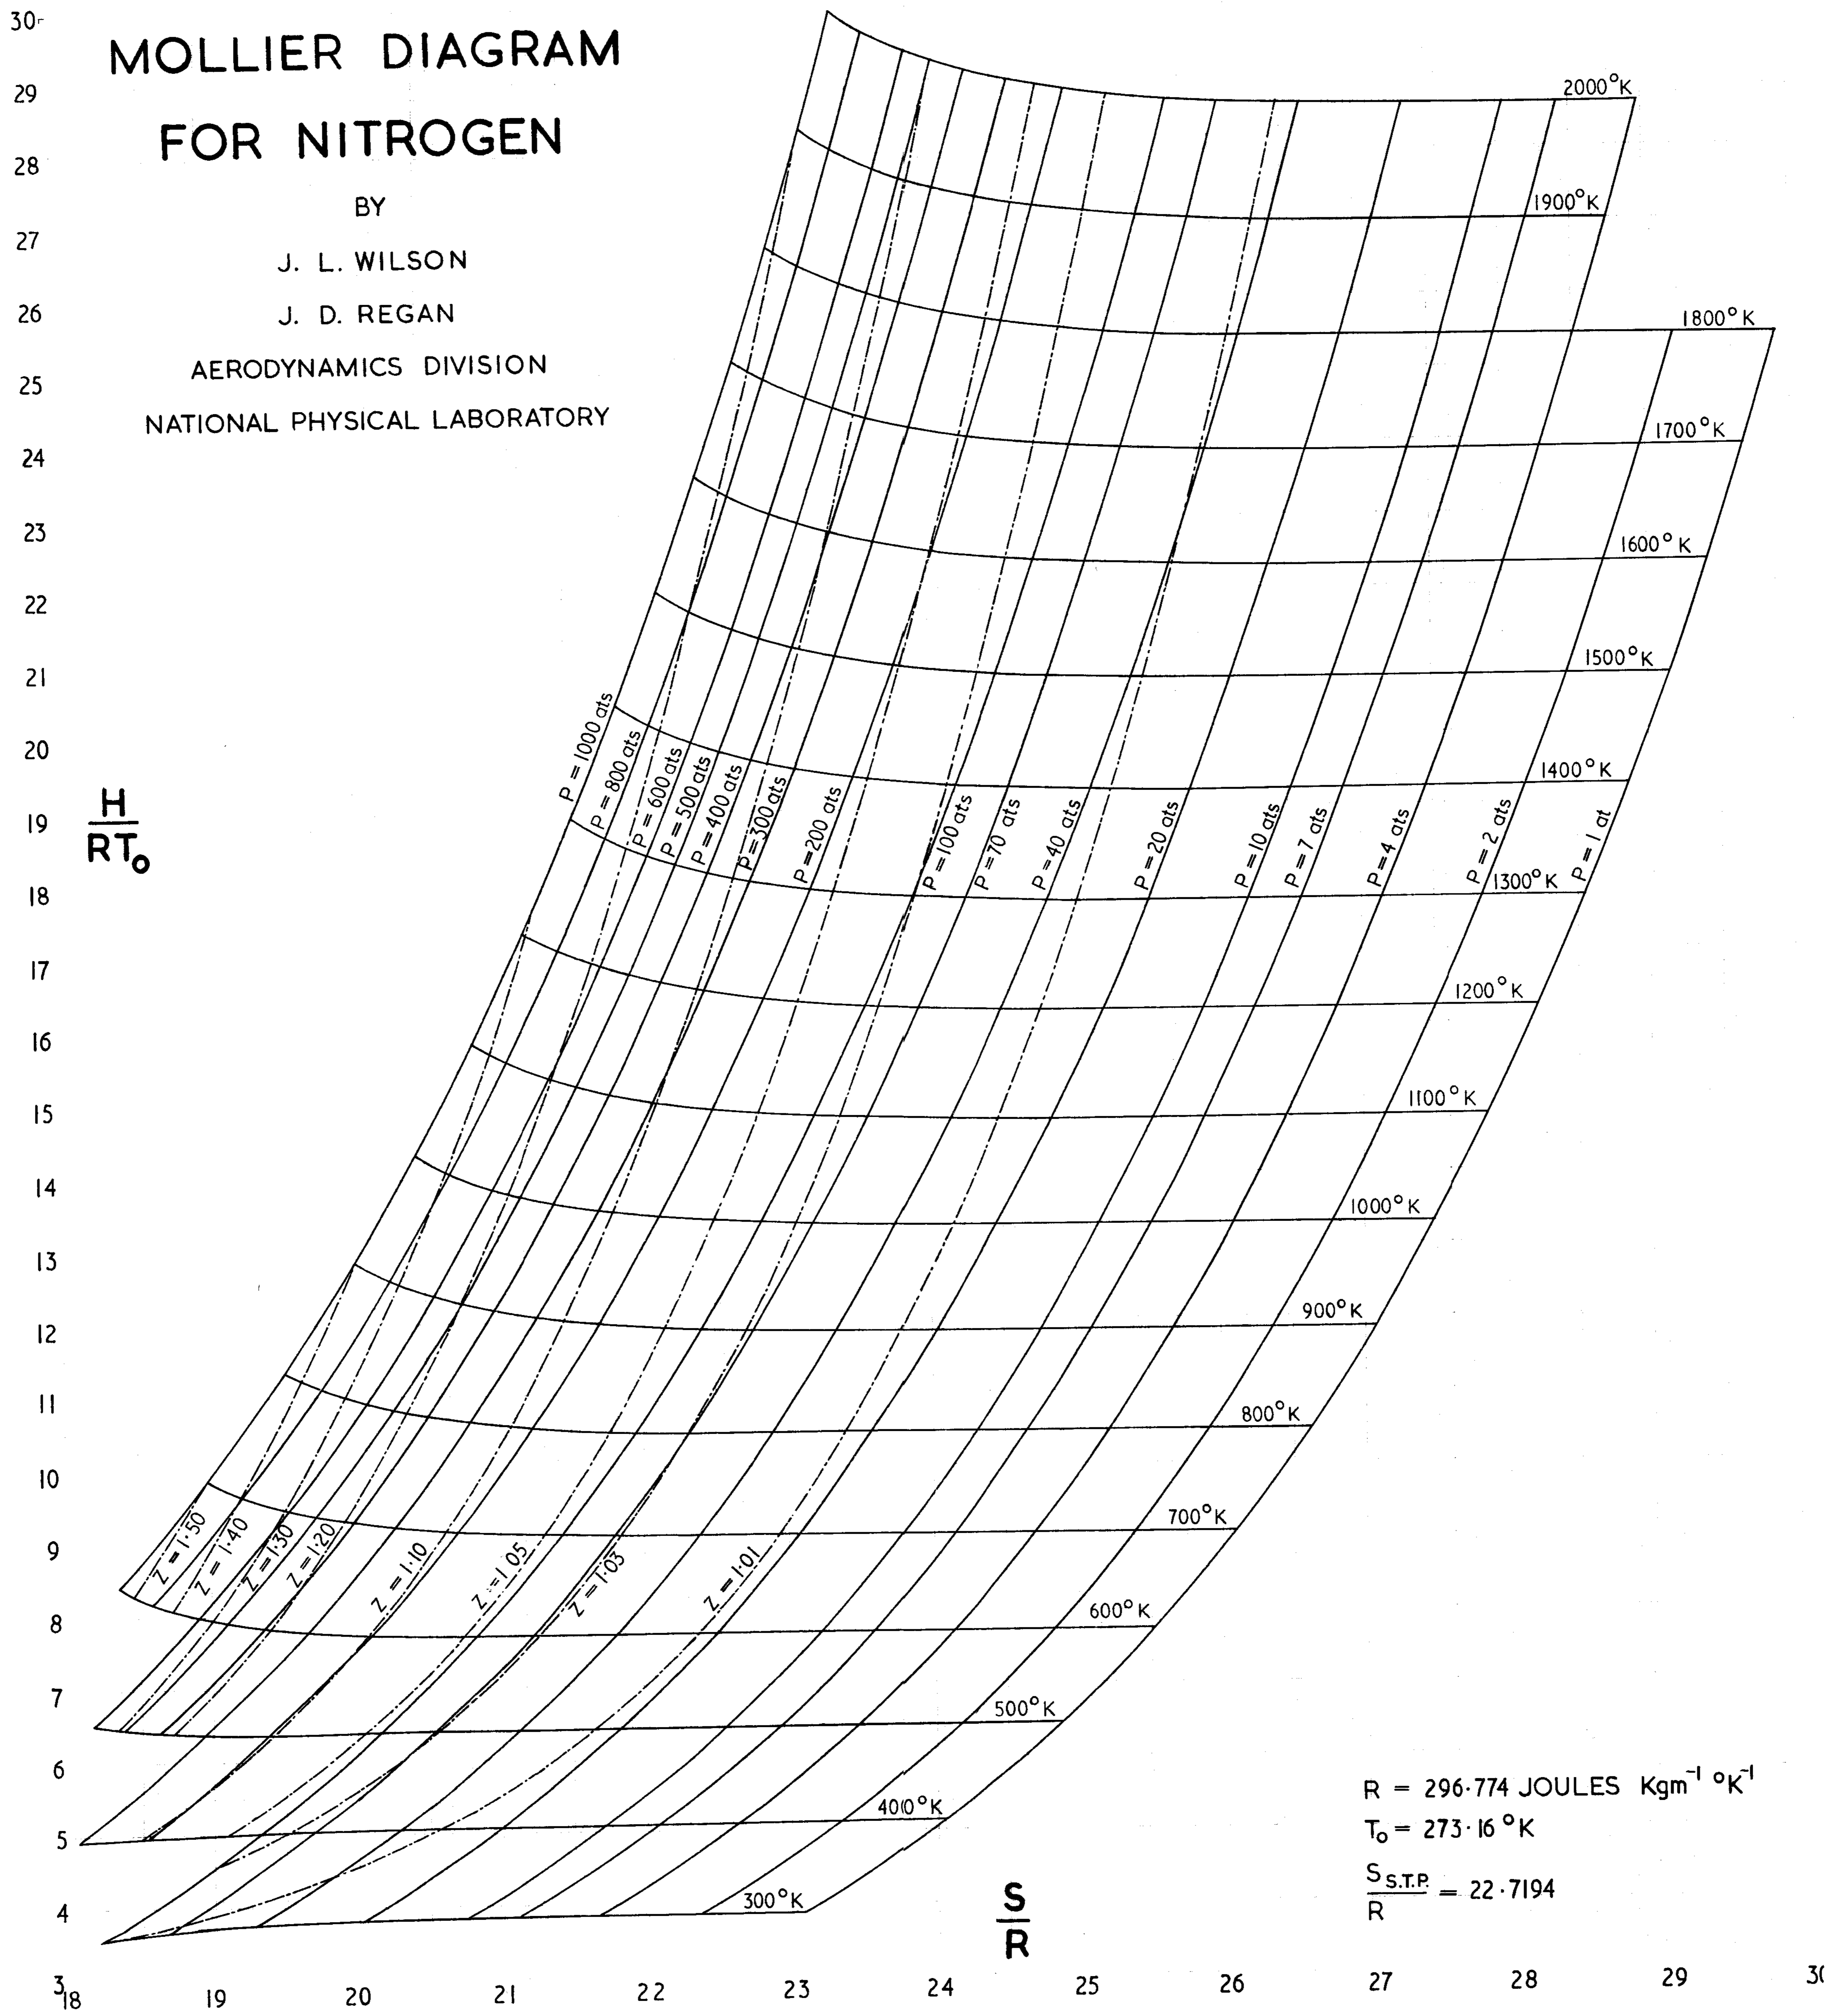 MOLLIER DIAGRAM
FOR NITROGEN
BY
J. L. WILSON
J. D. REGAN
AERODYNAMICS DIVISION
NATIONAL PHYSICAL LABORATORY
30
29
28
27
26
25
24
23
22
21
20
19
18
17
16
15
14
13
12
11
10
9
8
7
6
5
4
3
H
RT₀
2000°K
1900°K
1800°K
1700°K
1600°K
1500°K
1400°K
1300°K
1200°K
1100°K
1000°K
900°K
800°K
700°K
600°K
500°K
400°K
300°K
P = 1000 ats
P = 800 ats
P = 600 ats
P = 500 ats
P = 400 ats
P = 300 ats
P = 200 ats
P = 100 ats
P = 70 ats
P = 40 ats
P = 20 ats
P = 10 ats
P = 7 ats
P = 4 ats
P = 2 ats
P = 1 at
Z = 1·50
Z = 1·40
Z = 1·30
Z = 1·20
Z = 1·10
Z = 1·05
Z = 1·03
Z = 1·01
R = 296·774 JOULES Kgm⁻¹ °K⁻¹
T₀ = 273·16 °K
S S.T.P. = 22·7194
R
S
R
18 19 20 21 22 23 24 25 26 27 28 29 30